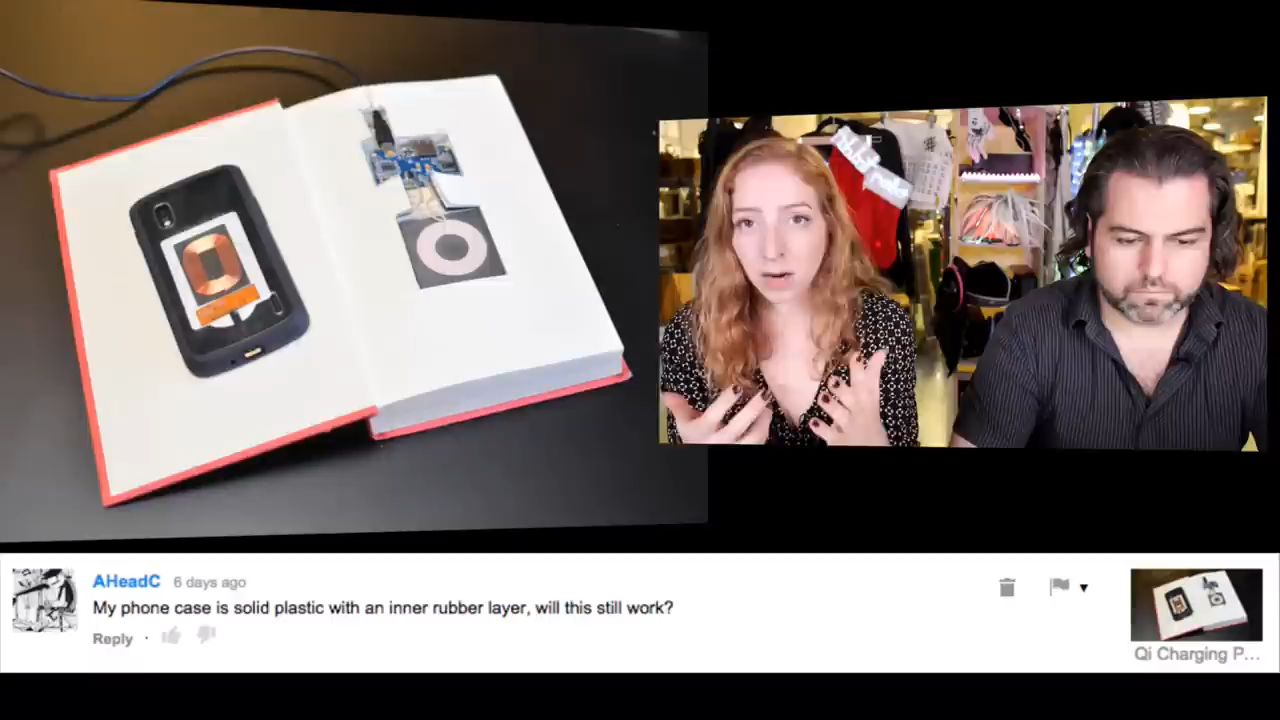 AHeadC 6 days ago
My phone case is solid plastic with an inner rubber layer, will this still work?
Reply ·
Qi Charging P...